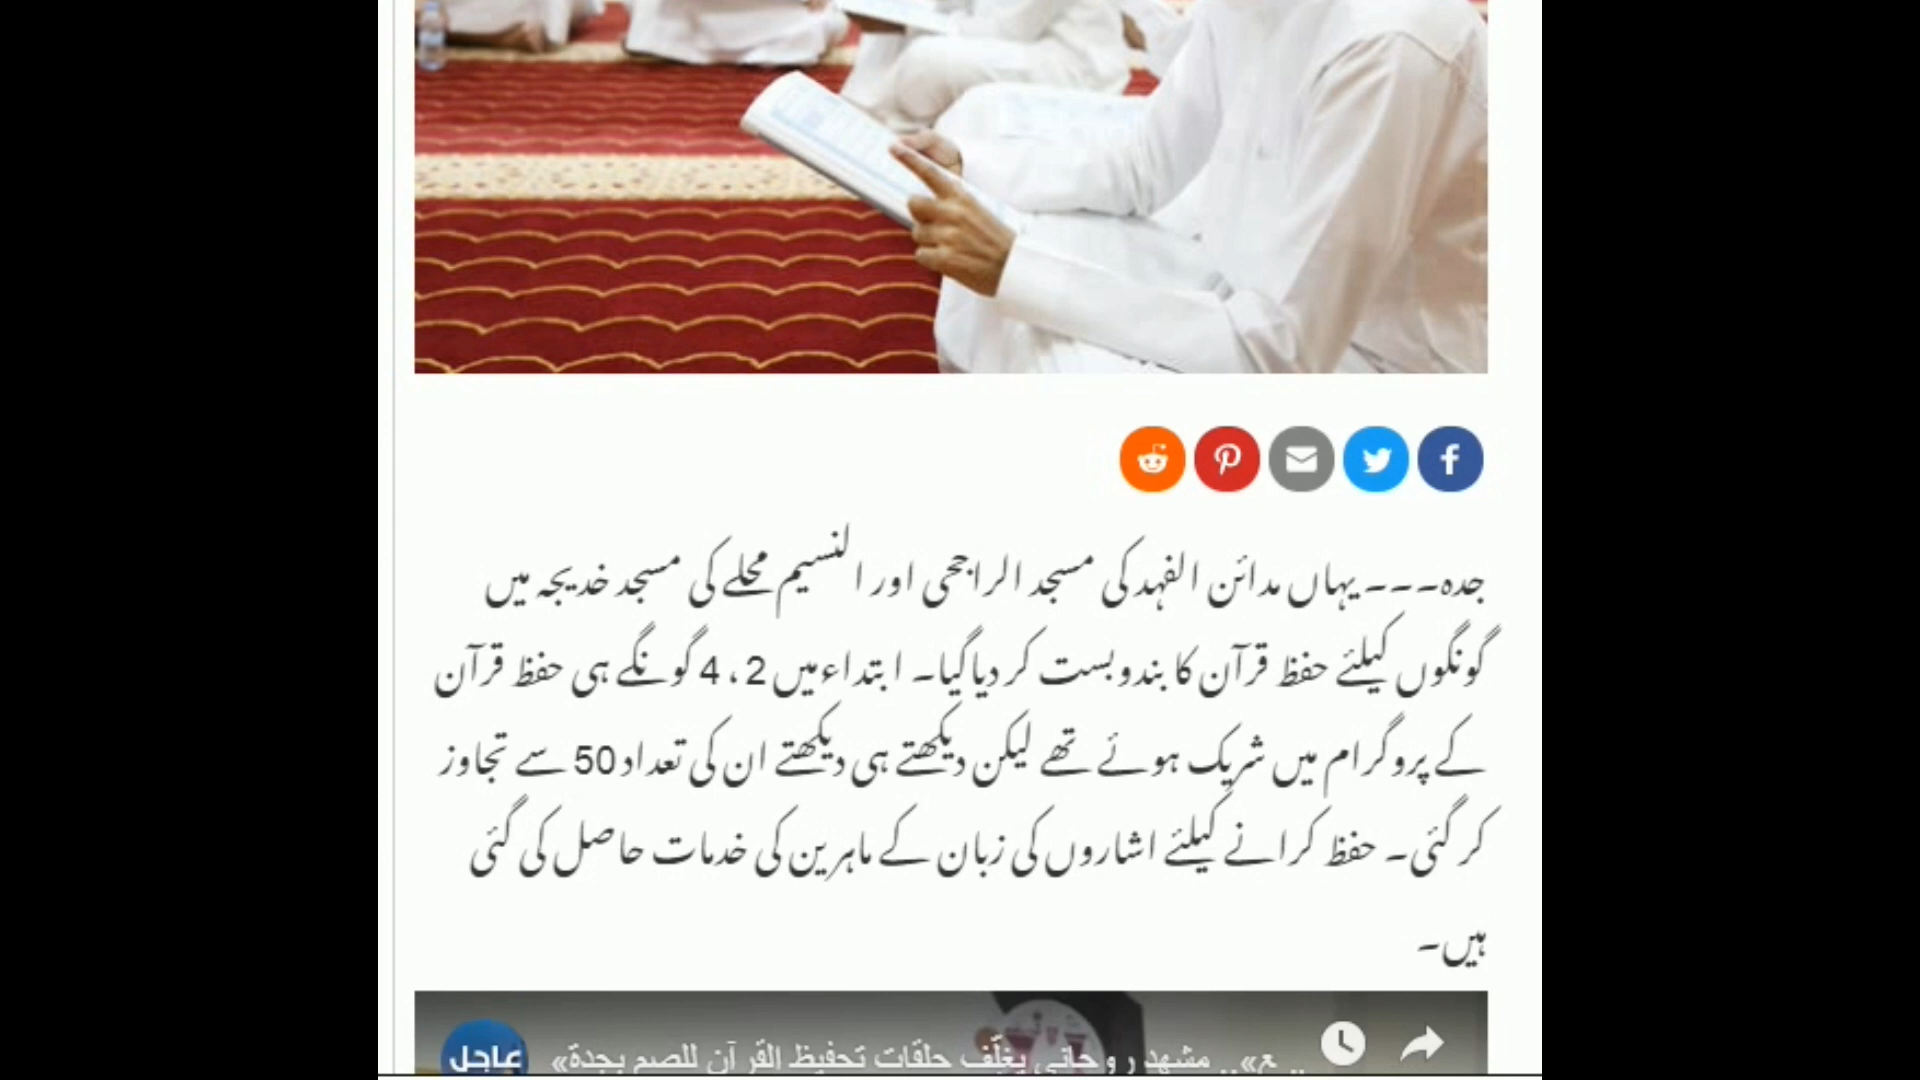 جدہ۔۔۔ یہاں مدائن الفہد کی مسجد الراجحی اور النسیم محلے کی مسجد خدیجہ میں
گونگوں کیلئے حفظ قرآن کا بندوبست کر دیا گیا۔ ابتداء میں 2 ، 4 گونگے ہی حفظ قرآن
کے پروگرام میں شریک ہوئے تھے لیکن دیکھتے ہی دیکھتے ان کی تعداد 50 سے تجاوز
کر گئی۔ حفظ کرانے کیلئے اشاروں کی زبان کے ماہرین کی خدمات حاصل کی گئی
ہیں۔
ع».. مشهد روحاني يغلّف حلقات تحفيظ القرآن للصم بجدة»
عاجل